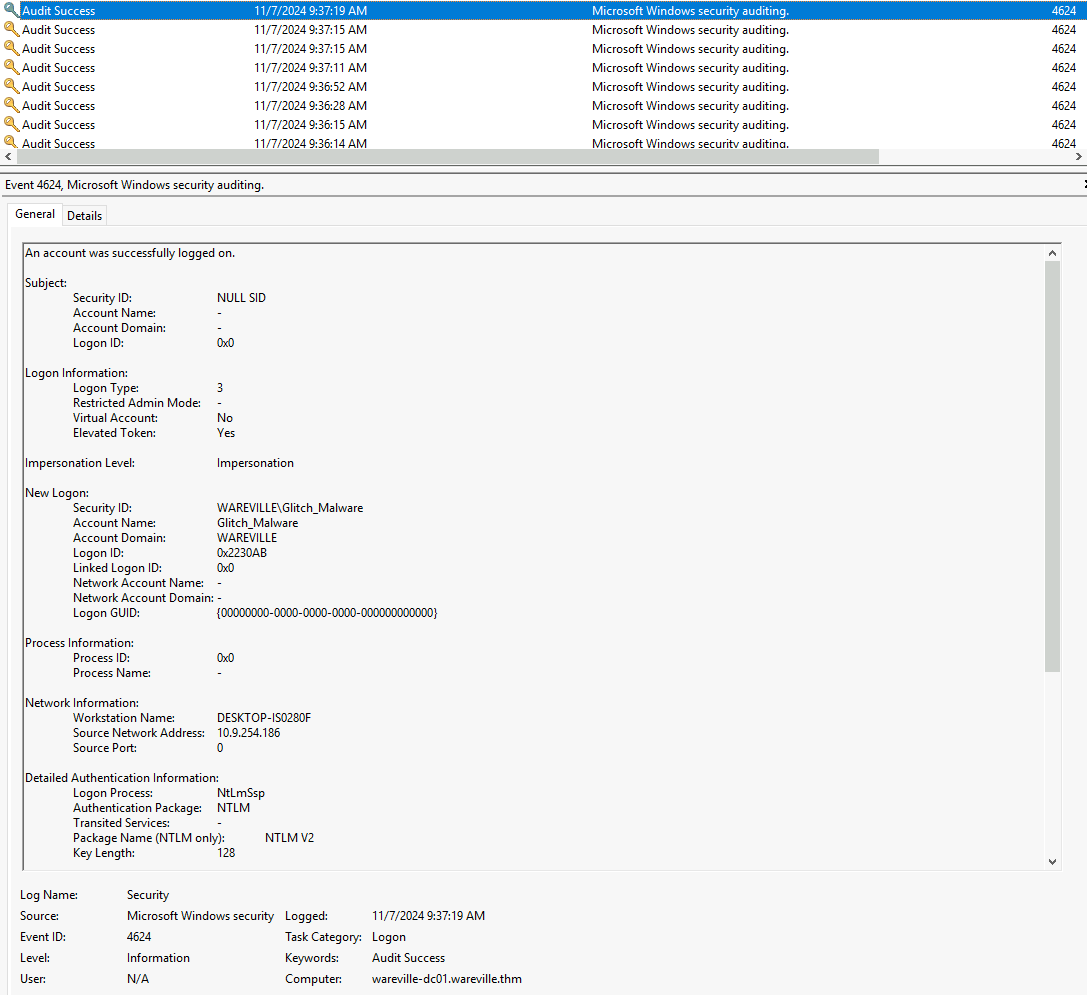 Audit Success 11/7/2024 9:37:19 AM Microsoft Windows security auditing. 4624
Audit Success 11/7/2024 9:37:15 AM Microsoft Windows security auditing. 4624
Audit Success 11/7/2024 9:37:15 AM Microsoft Windows security auditing. 4624
Audit Success 11/7/2024 9:37:11 AM Microsoft Windows security auditing. 4624
Audit Success 11/7/2024 9:36:52 AM Microsoft Windows security auditing. 4624
Audit Success 11/7/2024 9:36:28 AM Microsoft Windows security auditing. 4624
Audit Success 11/7/2024 9:36:15 AM Microsoft Windows security auditing. 4624
Audit Success 11/7/2024 9:36:14 AM Microsoft Windows security auditing. 4624
Event 4624, Microsoft Windows security auditing.
General Details
An account was successfully logged on.
Subject:
Security ID: NULL SID
Account Name: -
Account Domain: -
Logon ID: 0x0
Logon Information:
Logon Type: 3
Restricted Admin Mode: -
Virtual Account: No
Elevated Token: Yes
Impersonation Level: Impersonation
New Logon:
Security ID: WAREVILLE\Glitch_Malware
Account Name: Glitch_Malware
Account Domain: WAREVILLE
Logon ID: 0x2230AB
Linked Logon ID: 0x0
Network Account Name: -
Network Account Domain: -
Logon GUID: {00000000-0000-0000-0000-000000000000}
Process Information:
Process ID: 0x0
Process Name: -
Network Information:
Workstation Name: DESKTOP-IS0280F
Source Network Address: 10.9.254.186
Source Port: 0
Detailed Authentication Information:
Logon Process: NtLmSsp
Authentication Package: NTLM
Transited Services: -
Package Name (NTLM only): NTLM V2
Key Length: 128
Log Name: Security
Source: Microsoft Windows security Logged: 11/7/2024 9:37:19 AM
Event ID: 4624 Task Category: Logon
Level: Information Keywords: Audit Success
User: N/A Computer: wareville-dc01.wareville.thm